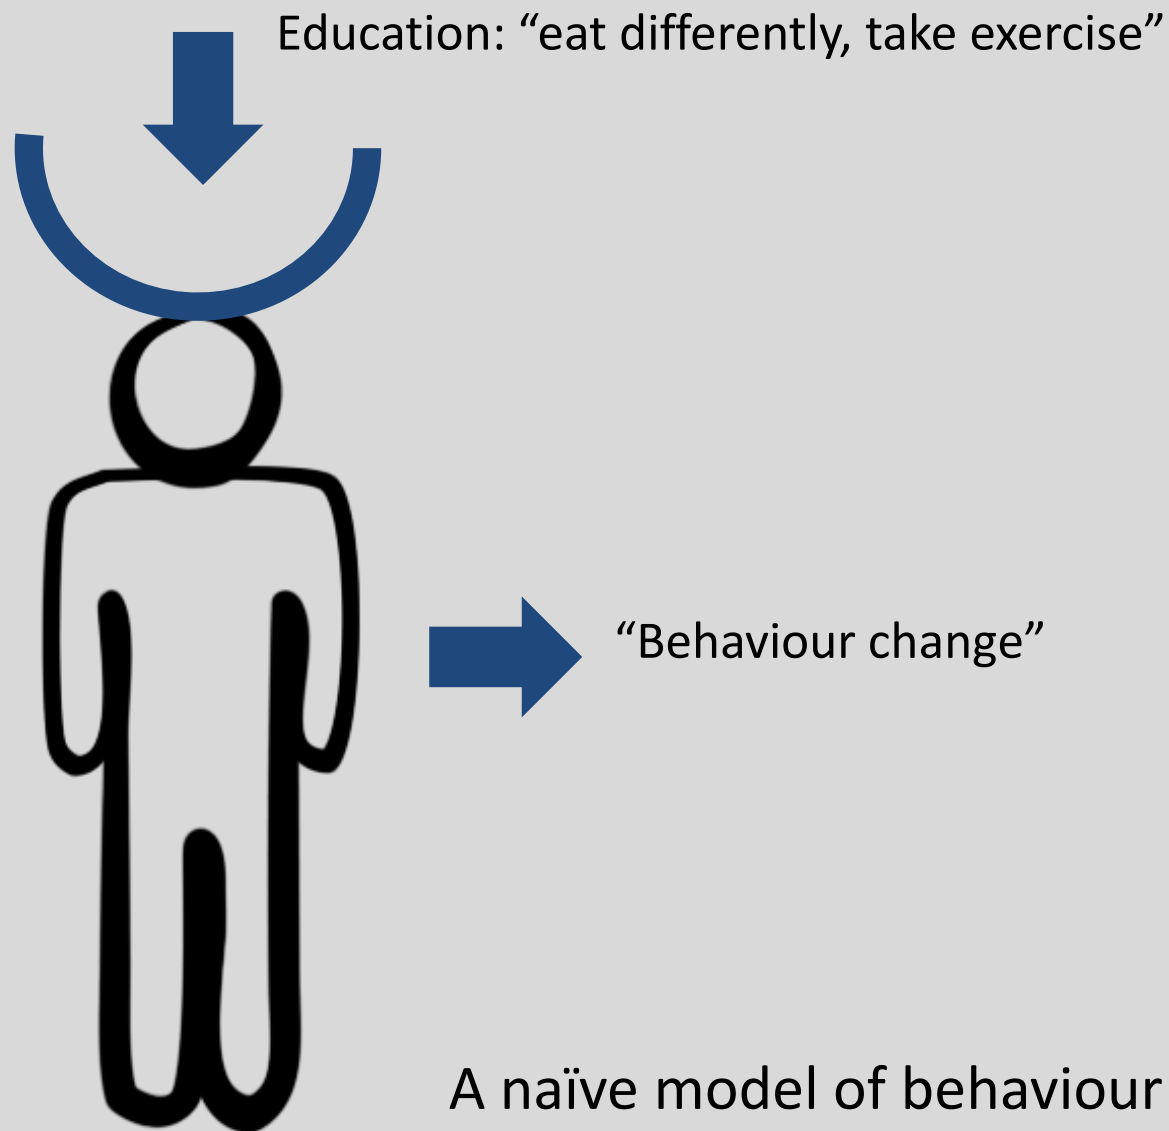 Education: “eat differently, take exercise”
“Behaviour change”
A naïve model of behaviour